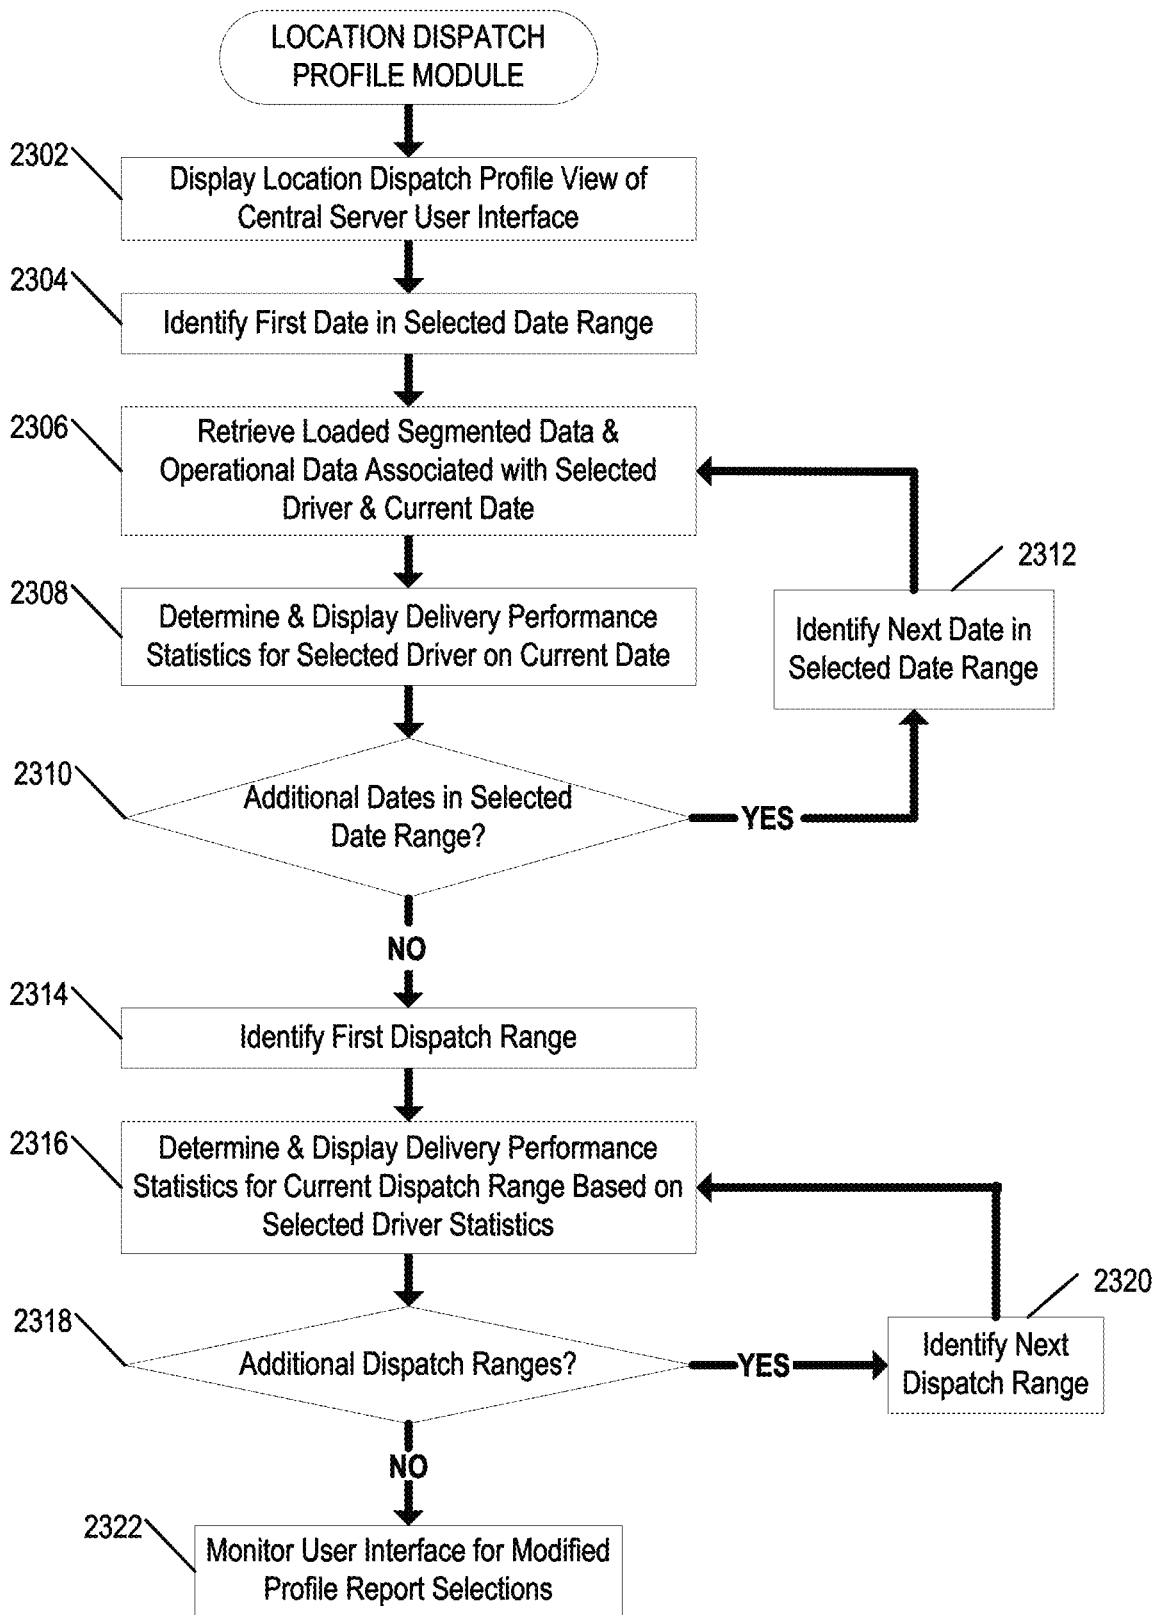 LOCATION DISPATCH
PROFILE MODULE
2302
Display Location Dispatch Profile View of
Central Server User Interface
2304
Identify First Date in Selected Date Range
2306
Retrieve Loaded Segmented Data &
Operational Data Associated with Selected
Driver & Current Date
2308
Determine & Display Delivery Performance
Statistics for Selected Driver on Current Date
2312
Identify Next Date in
Selected Date Range
2310
Additional Dates in Selected
Date Range?
YES
NO
2314
Identify First Dispatch Range
2316
Determine & Display Delivery Performance
Statistics for Current Dispatch Range Based on
Selected Driver Statistics
2318
Additional Dispatch Ranges?
YES
2320
Identify Next
Dispatch Range
NO
2322
Monitor User Interface for Modified
Profile Report Selections